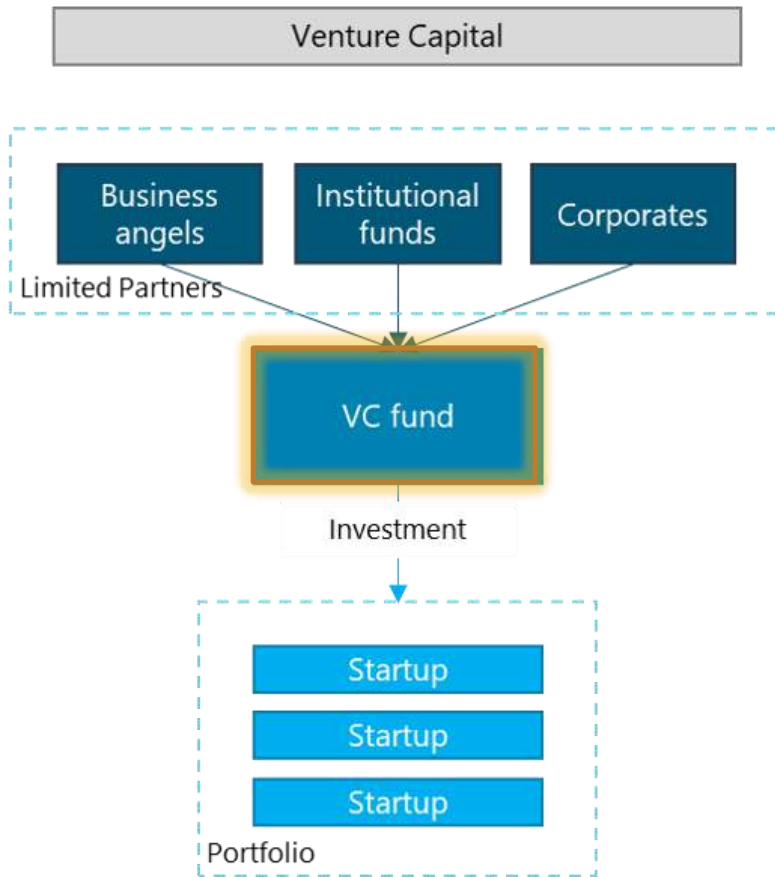 Venture Capital
Business
angels
Institutional
funds
Corporates
Limited Partners
VC fund
Investment
Startup
Startup
Startup
Portfolio